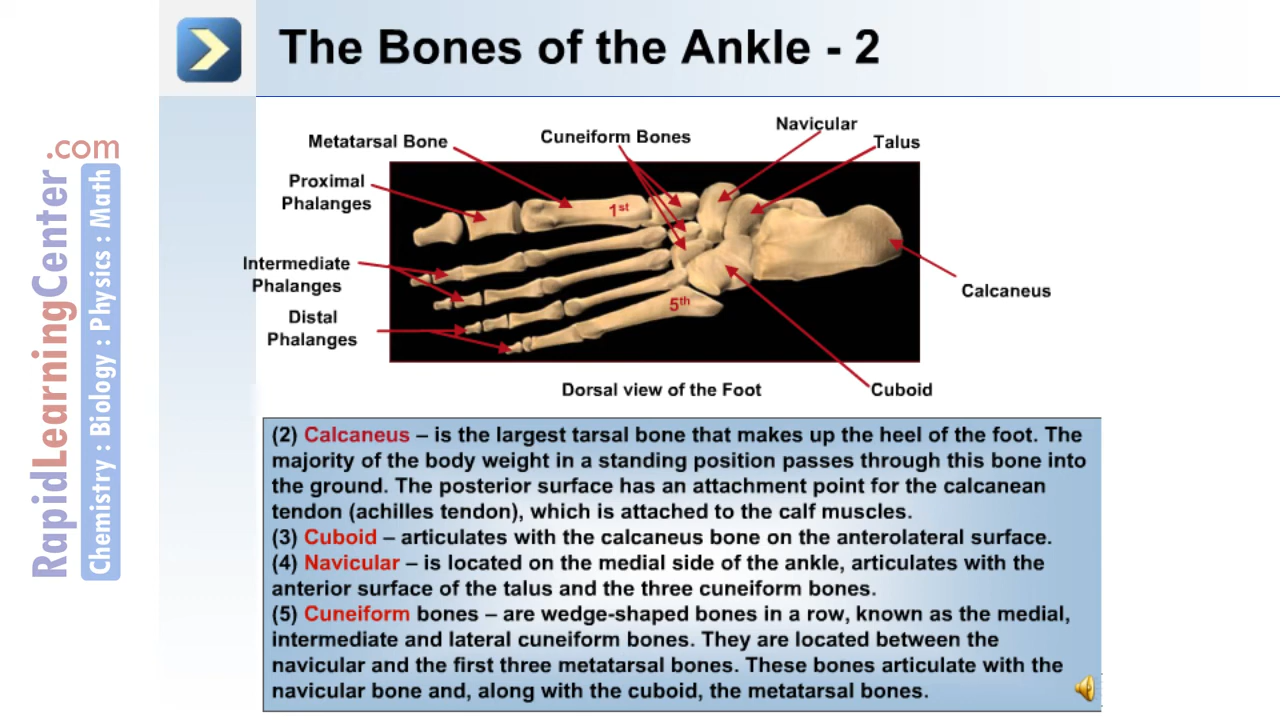 The Bones of the Ankle - 2
RapidLearningCenter.com
Chemistry : Biology : Physics : Math
Metatarsal Bone
Cuneiform Bones
Navicular
Talus
Proximal
Phalanges
1st
Intermediate
Phalanges
Calcaneus
5th
Distal
Phalanges
Dorsal view of the Foot
Cuboid
(2) Calcaneus – is the largest tarsal bone that makes up the heel of the foot. The
majority of the body weight in a standing position passes through this bone into
the ground. The posterior surface has an attachment point for the calcanean
tendon (achilles tendon), which is attached to the calf muscles.
(3) Cuboid – articulates with the calcaneus bone on the anterolateral surface.
(4) Navicular – is located on the medial side of the ankle, articulates with the
anterior surface of the talus and the three cuneiform bones.
(5) Cuneiform bones – are wedge-shaped bones in a row, known as the medial,
intermediate and lateral cuneiform bones. They are located between the
navicular and the first three metatarsal bones. These bones articulate with the
navicular bone and, along with the cuboid, the metatarsal bones.